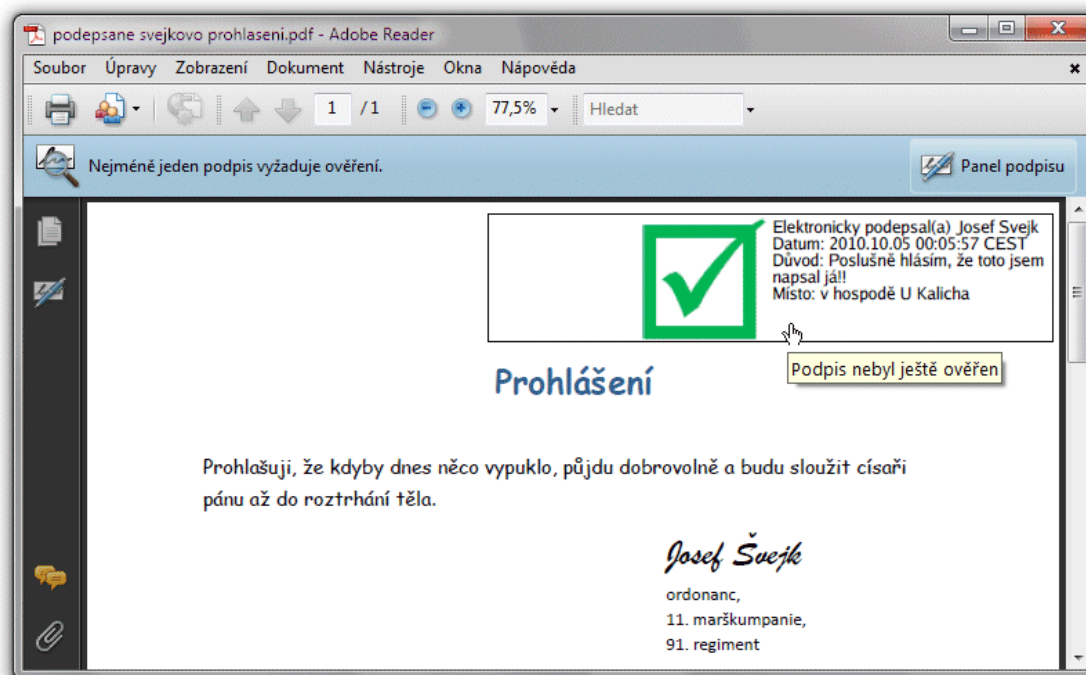 podepsane svejkovo prohlaseni.pdf - Adobe Reader
Soubor Úpravy Zobrazení Dokument Nástroje Okna Nápověda
1 /1 77,5% Hledat
Nejméně jeden podpis vyžaduje ověření.
Panel podpisu
Elektronicky podepsal(a) Josef Svejk
Datum: 2010.10.05 00:05:57 CEST
Důvod: Poslušně hlásím, že toto jsem
napsal já!!
Místo: v hospodě U Kalicha
Podpis nebyl ještě ověřen
Prohlášení
Prohlašuji, že kdyby dnes něco vypuklo, půjdu dobrovolně a budu sloužit císaři
pánu až do roztrhání těla.
Josef Švejk
ordonanc,
11. marškumpanie,
91. regiment